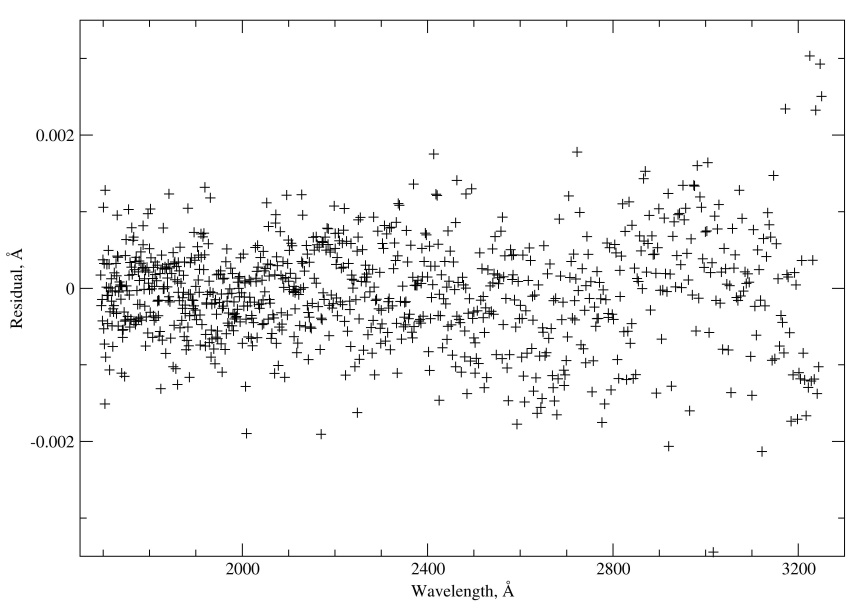 0.002
0
-0.002
Residual, Å
2000 2400 2800 3200
Wavelength, Å